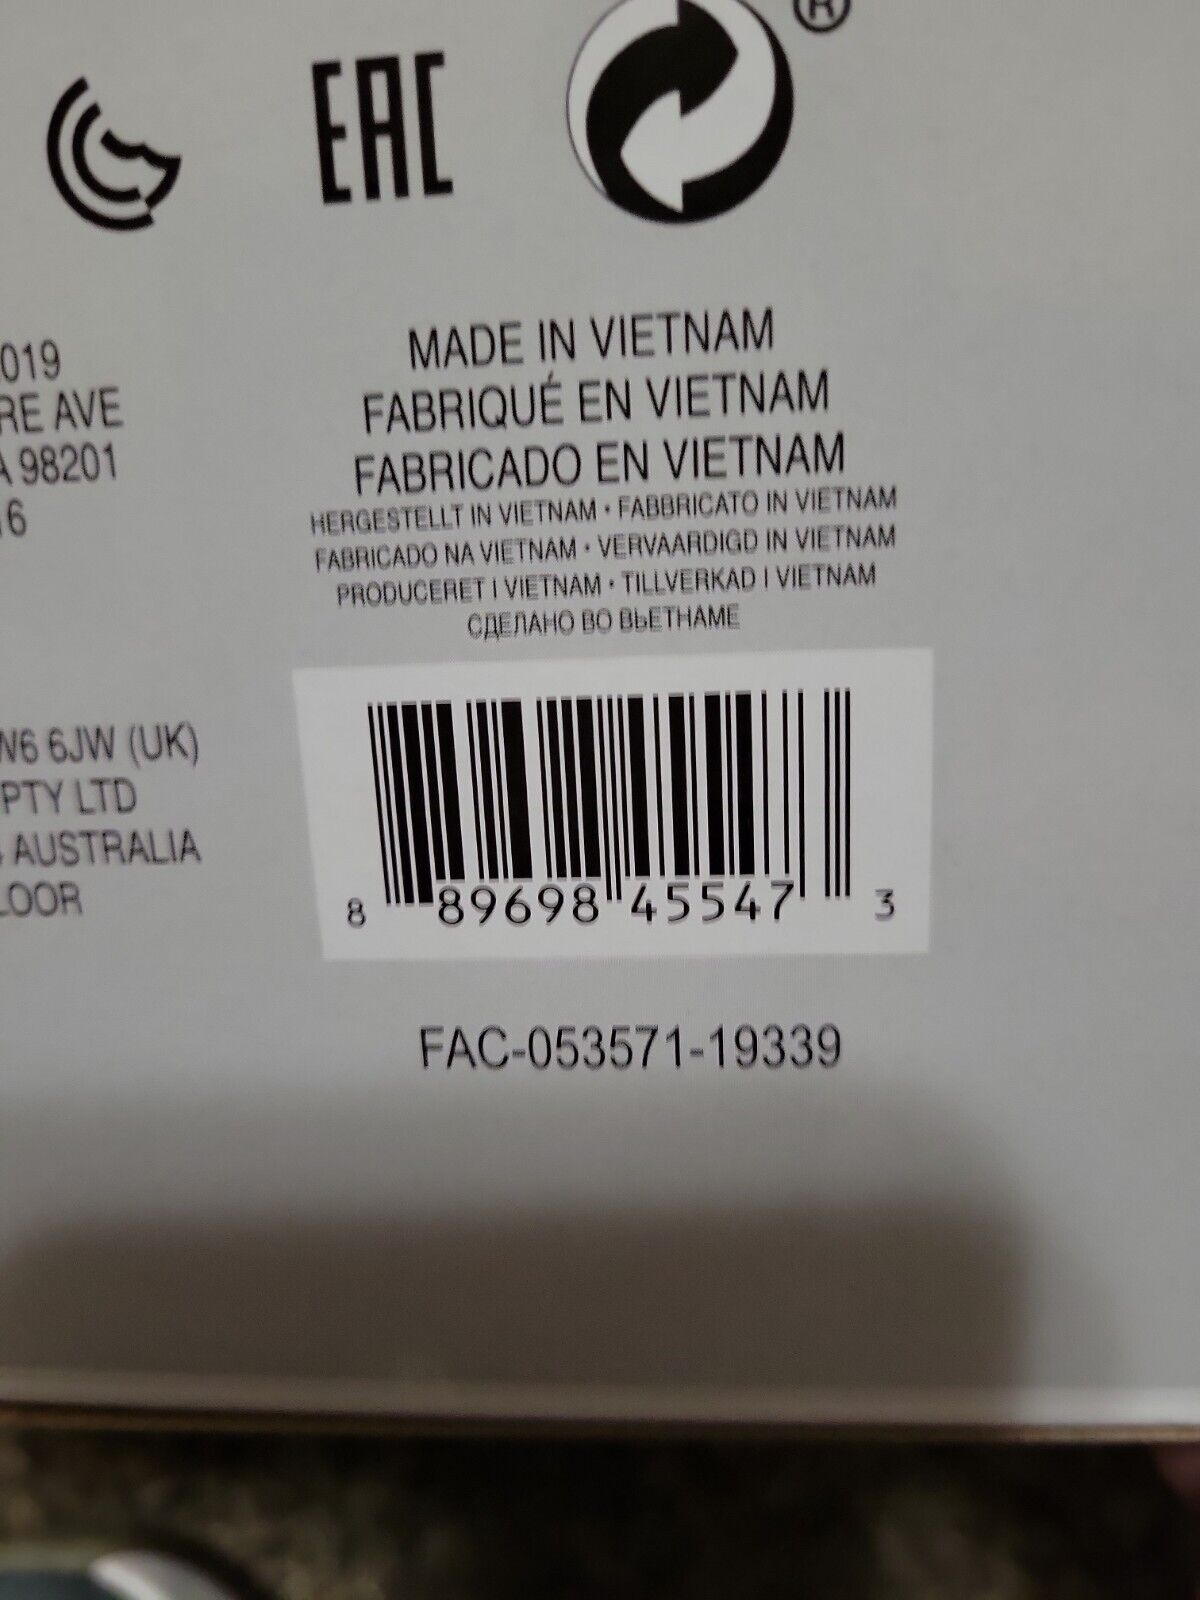 EAC
®
MADE IN VIETNAM
FABRIQUÉ EN VIETNAM
FABRICADO EN VIETNAM
HERGESTELLT IN VIETNAM • FABBRICATO IN VIETNAM
FABRICADO NA VIETNAM • VERVAARDIGD IN VIETNAM
PRODUCERET I VIETNAM • TILLVERKAD I VIETNAM
СДЕЛАНО ВО ВЬЕТНАМЕ
019
RE AVE
A 98201
6
W6 6JW (UK)
PTY LTD
AUSTRALIA
LOOR
8 89698 45547 3
FAC-053571-19339